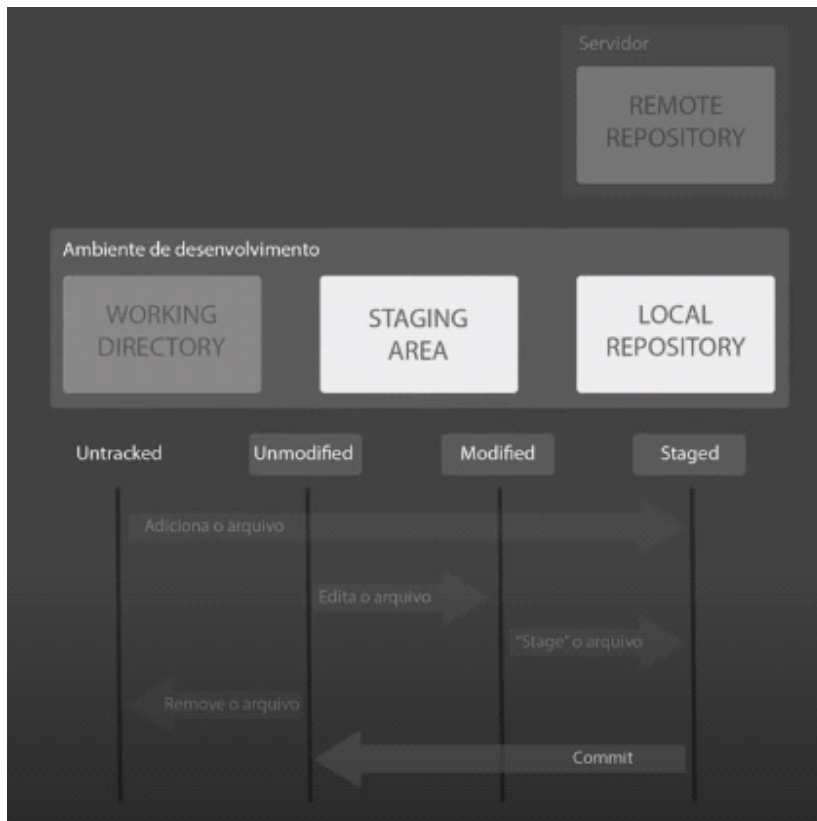 Servidor
REMOTE
REPOSITORY
Ambiente de desenvolvimento
WORKING
DIRECTORY
STAGING
AREA
LOCAL
REPOSITORY
Untracked
Unmodified
Modified
Staged
Adiciona o arquivo
Edita o arquivo
"Stage" o arquivo
Remove o arquivo
Commit